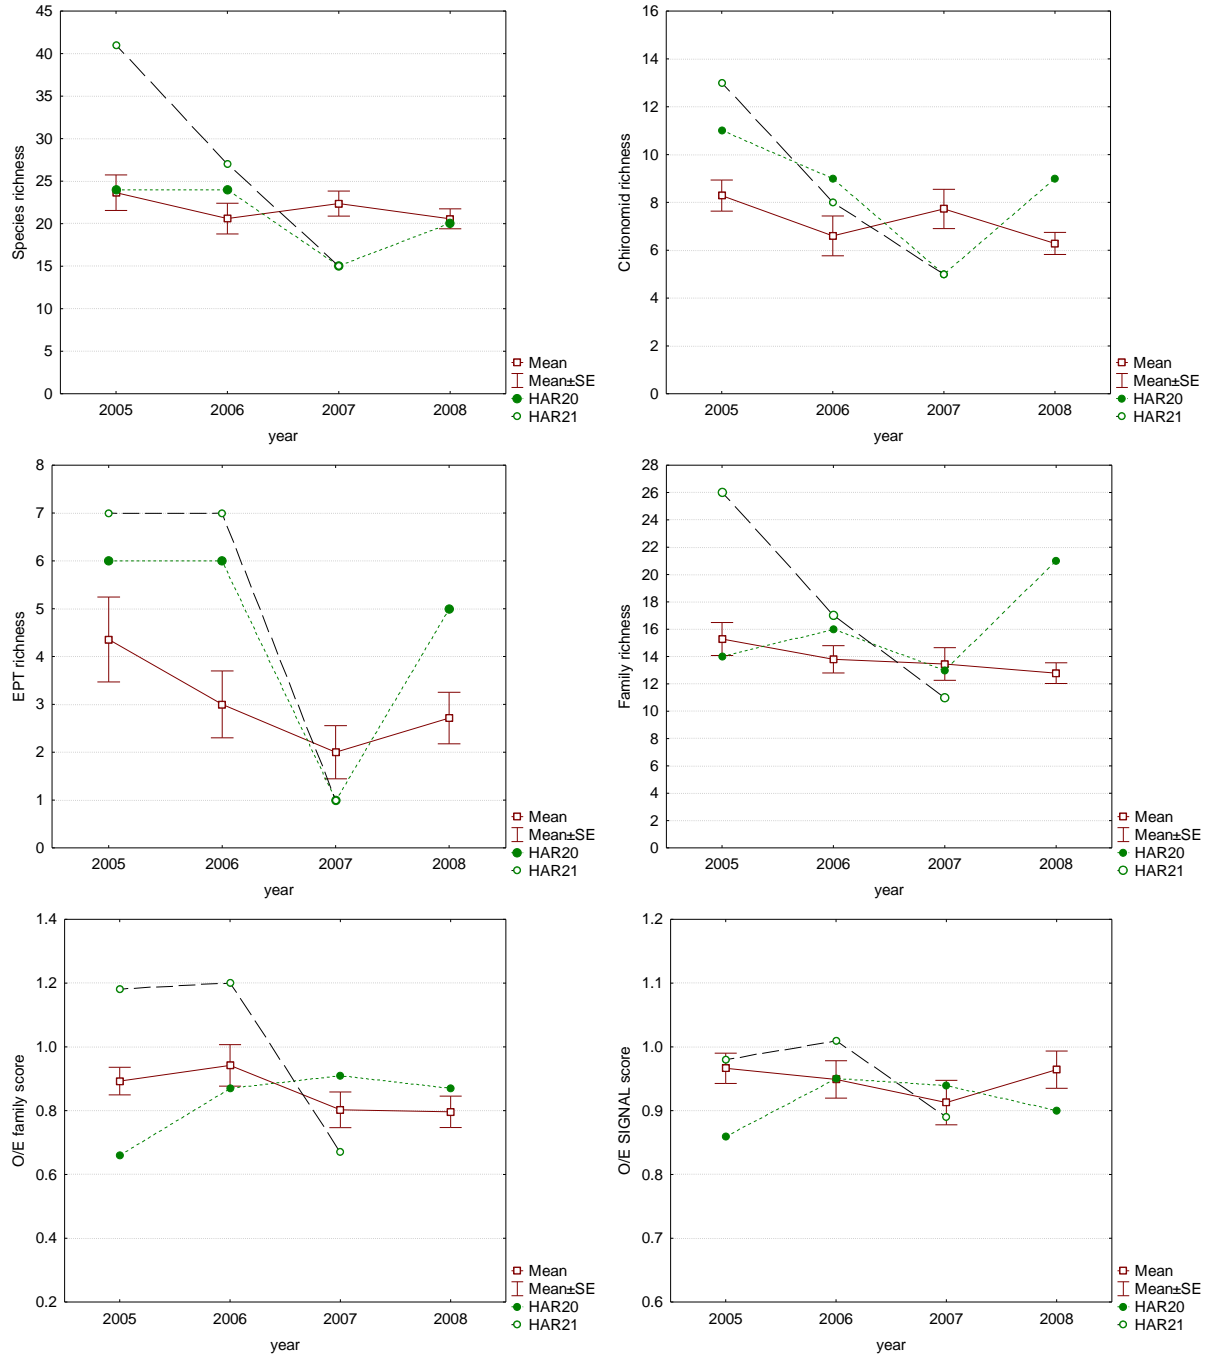 45
40
35
30
25
20
15
10
5
0
Species richness
2005
2006
2007
2008
year
Mean
Mean±SE
HAR20
HAR21
16
14
12
10
8
6
4
2
0
Chironomid richness
2005
2006
2007
2008
year
Mean
Mean±SE
HAR20
HAR21
8
7
6
5
4
3
2
1
0
EPT richness
2005
2006
2007
2008
year
Mean
Mean±SE
HAR20
HAR21
28
26
24
22
20
18
16
14
12
10
8
6
4
2
0
Family richness
2005
2006
2007
2008
year
Mean
Mean±SE
HAR20
HAR21
1.4
1.2
1.0
0.8
0.6
0.4
0.2
O/E family score
2005
2006
2007
2008
year
Mean
Mean±SE
HAR20
HAR21
1.2
1.1
1.0
0.9
0.8
0.7
0.6
O/E SIGNAL score
2005
2006
2007
2008
year
Mean
Mean±SE
HAR20
HAR21